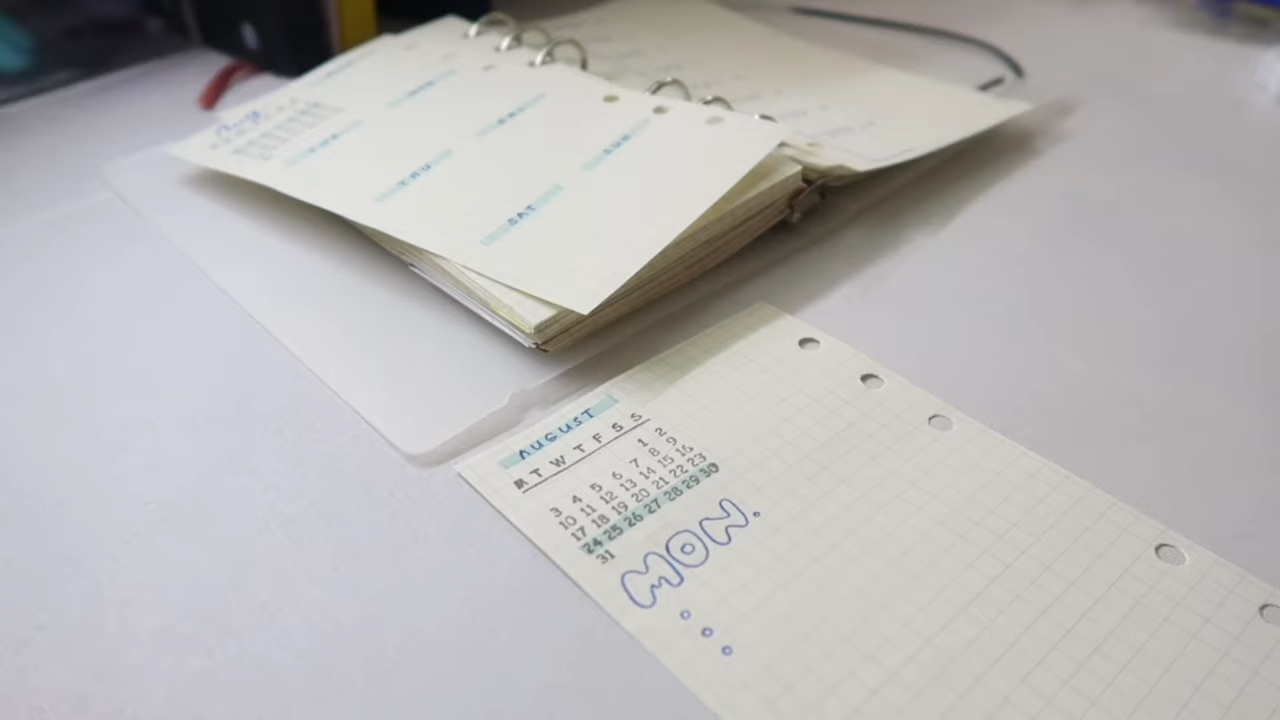 THU
SUN
SAT
AUGUST
M T W T F S S
1 2
3 4 5 6 7 8 9
10 11 12 13 14 15 16
17 18 19 20 21 22 23
24 25 26 27 28 29 30
31
MON.